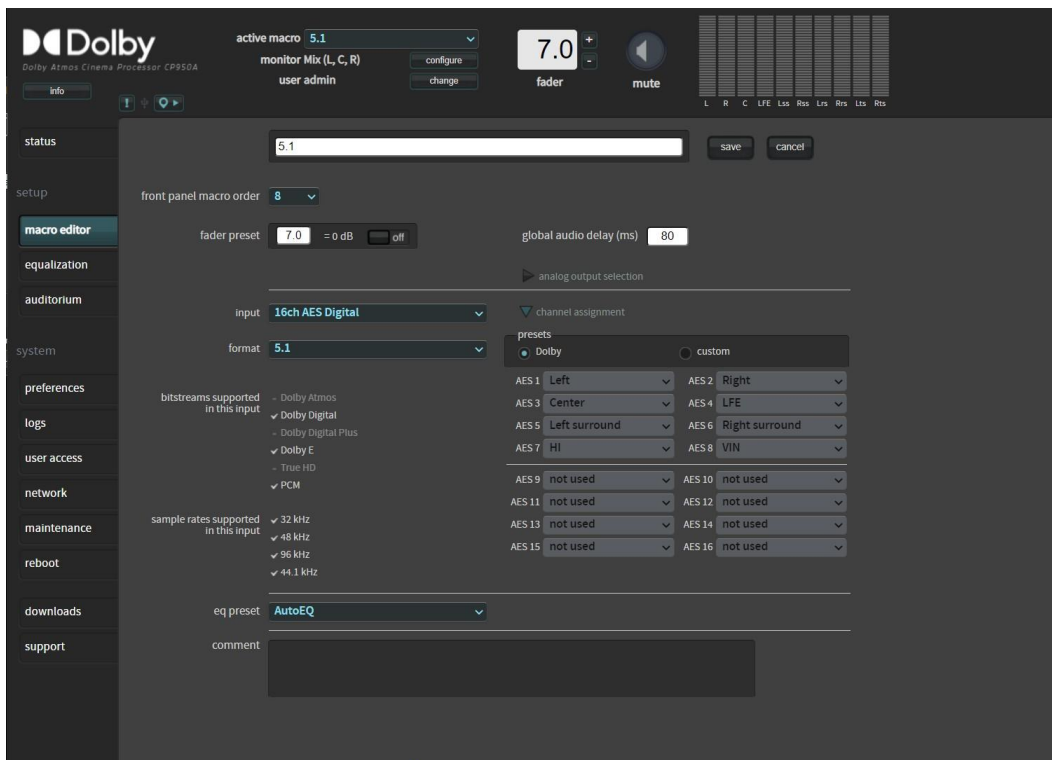 Dolby
Dolby Atmos Cinema Processor CP950A
info
active macro 5.1
monitor Mix (L, C, R) configure
user admin change
7.0 + -
fader
mute
L R C LFE Lss Rss Lrs Rrs Lts Rts
status
setup
macro editor
equalization
auditorium
system
preferences
logs
user access
network
maintenance
reboot
downloads
support
5.1 save cancel
front panel macro order 8
fader preset 7.0 = 0 dB off
global audio delay (ms) 80
analog output selection
input 16ch AES Digital
channel assignment
format 5.1
presets
Dolby custom
bitstreams supported
in this input
Dolby Atmos
Dolby Digital
Dolby Digital Plus
Dolby E
True HD
PCM
AES 1 Left AES 2 Right
AES 3 Center AES 4 LFE
AES 5 Left surround AES 6 Right surround
AES 7 HI AES 8 VIN
AES 9 not used AES 10 not used
AES 11 not used AES 12 not used
AES 13 not used AES 14 not used
AES 15 not used AES 16 not used
sample rates supported
in this input
32 kHz
48 kHz
96 kHz
44.1 kHz
eq preset AutoEQ
comment